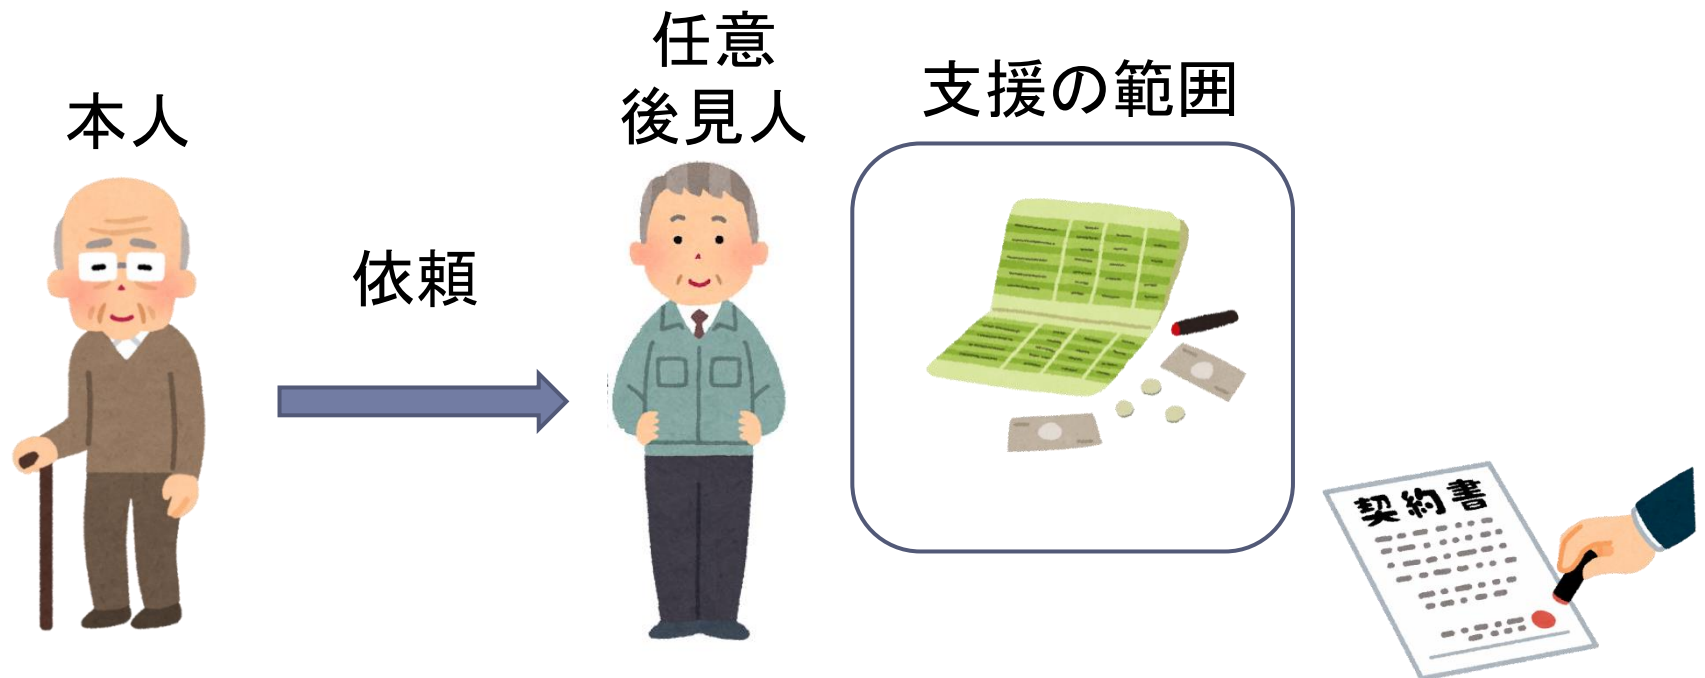 本人
依頼
任意
後見人
支援の範囲
契約書